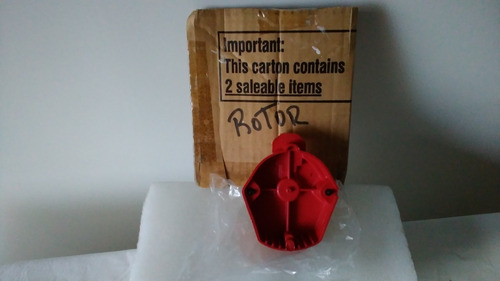 Important:
This carton contains
2 saleable items
ROTOR